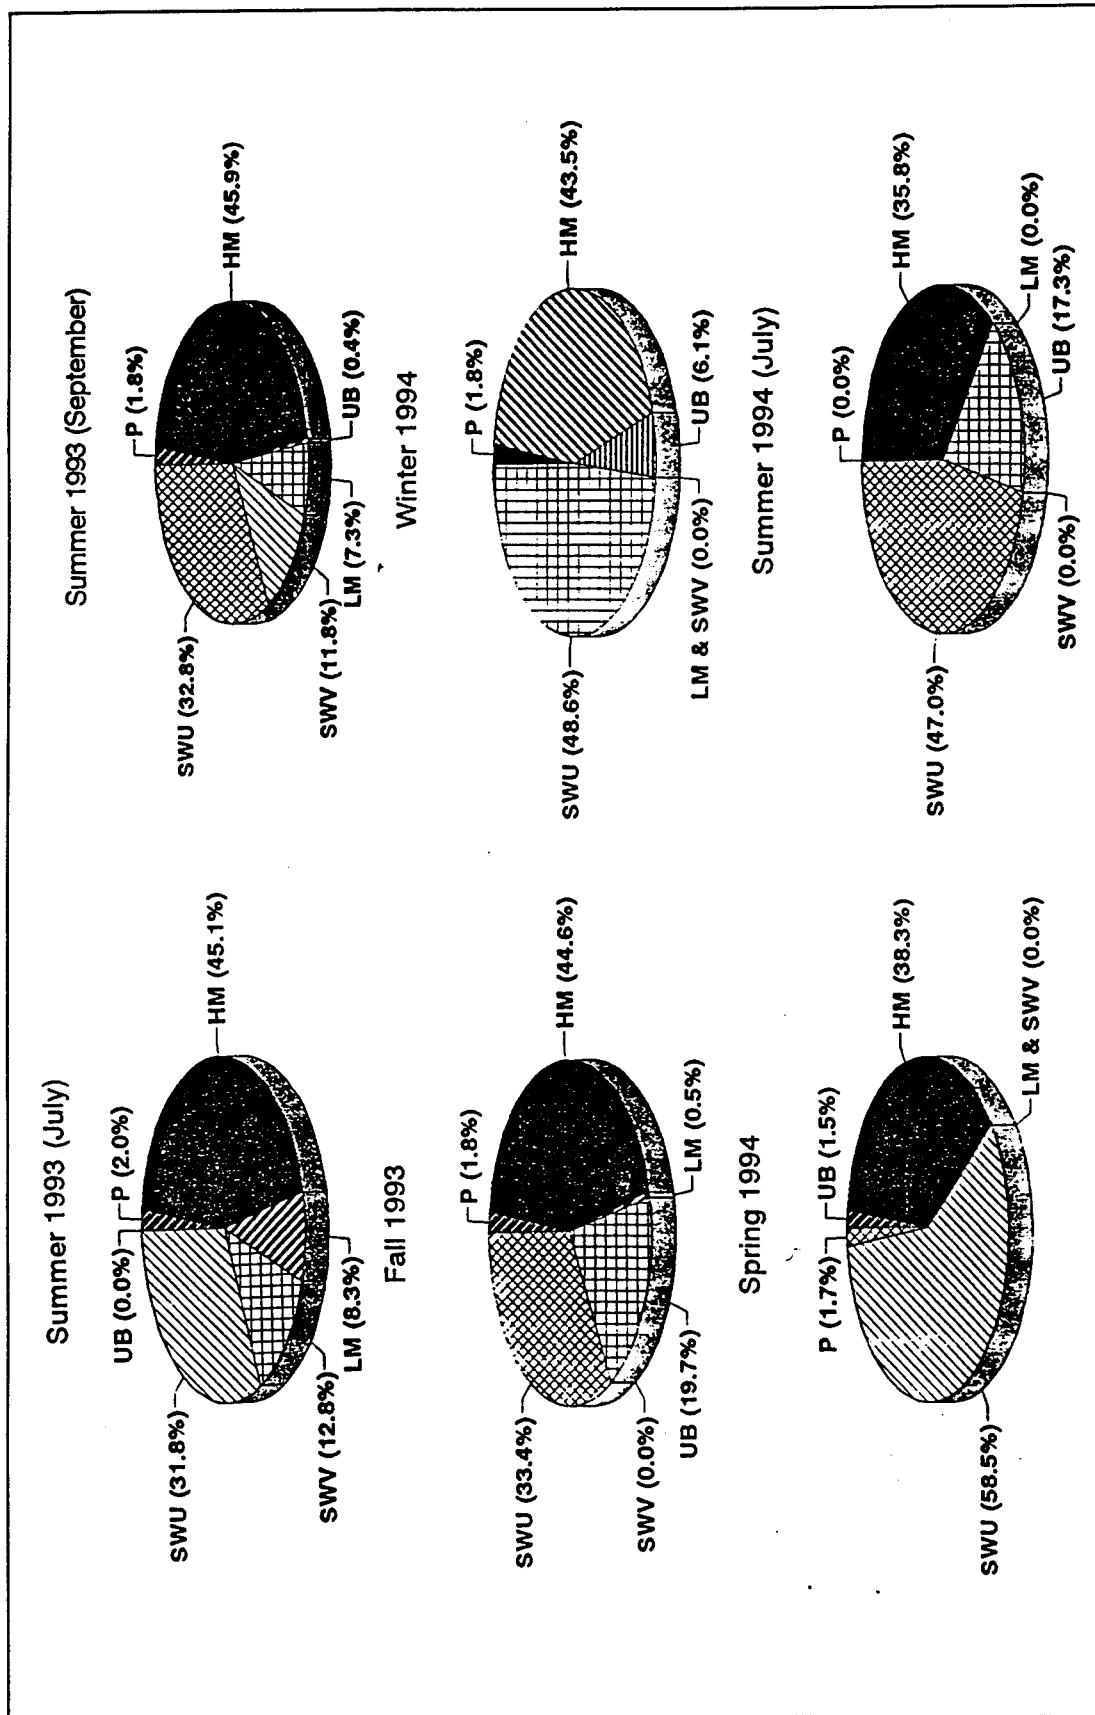 Summer 1993 (July)
UB (0.0%)
P (2.0%)
HM (45.1%)
SWU (31.8%)
SWV (12.8%)
LM (8.3%)
Summer 1993 (September)
P (1.8%)
HM (45.9%)
SWU (32.8%)
SWV (11.8%)
LM (7.3%)
UB (0.4%)
Fall 1993
P (1.8%)
HM (44.6%)
SWU (33.4%)
SWV (0.0%)
UB (19.7%)
LM (0.5%)
Winter 1994
P (1.8%)
HM (43.5%)
SWU (48.6%)
LM & SWV (0.0%)
UB (6.1%)
Spring 1994
P (1.7%)
UB (1.5%)
HM (38.3%)
SWU (58.5%)
LM & SWV (0.0%)
Summer 1994 (July)
P (0.0%)
HM (35.8%)
SWU (47.0%)
SWV (0.0%)
UB (17.3%)
LM (0.0%)